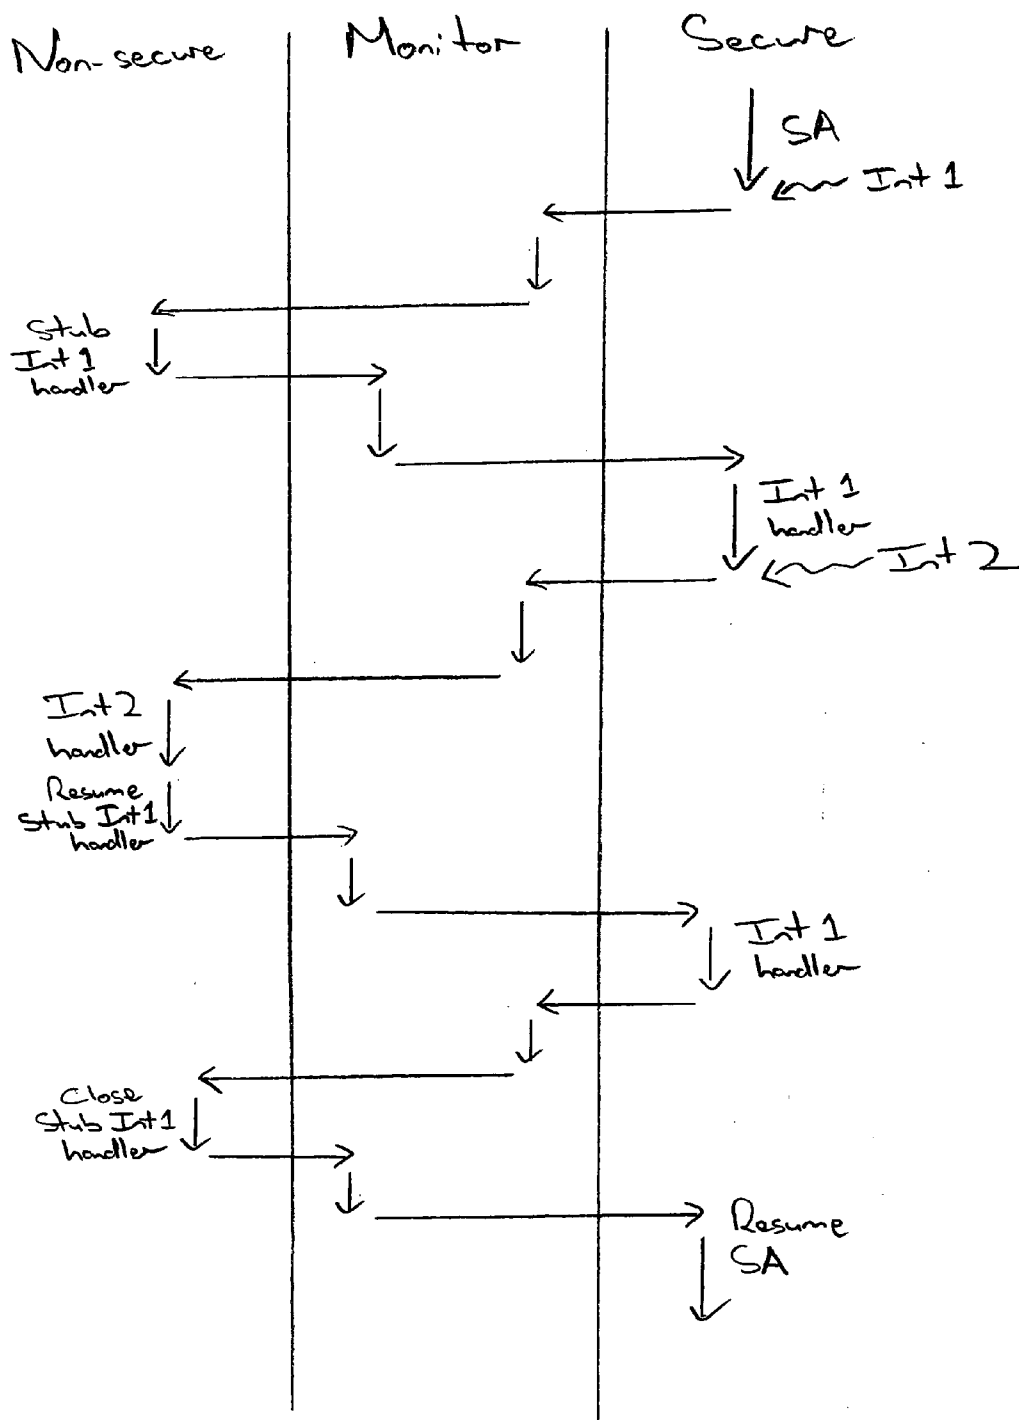 Non-secure
Monitor
Secure
SA
Int 1
Stub
Int 1
handler
Int 1
handler
Int 2
Int 2
handler
Resume
Stub Int 1
handler
Int 1
handler
Close
Stub Int 1
handler
Resume
SA